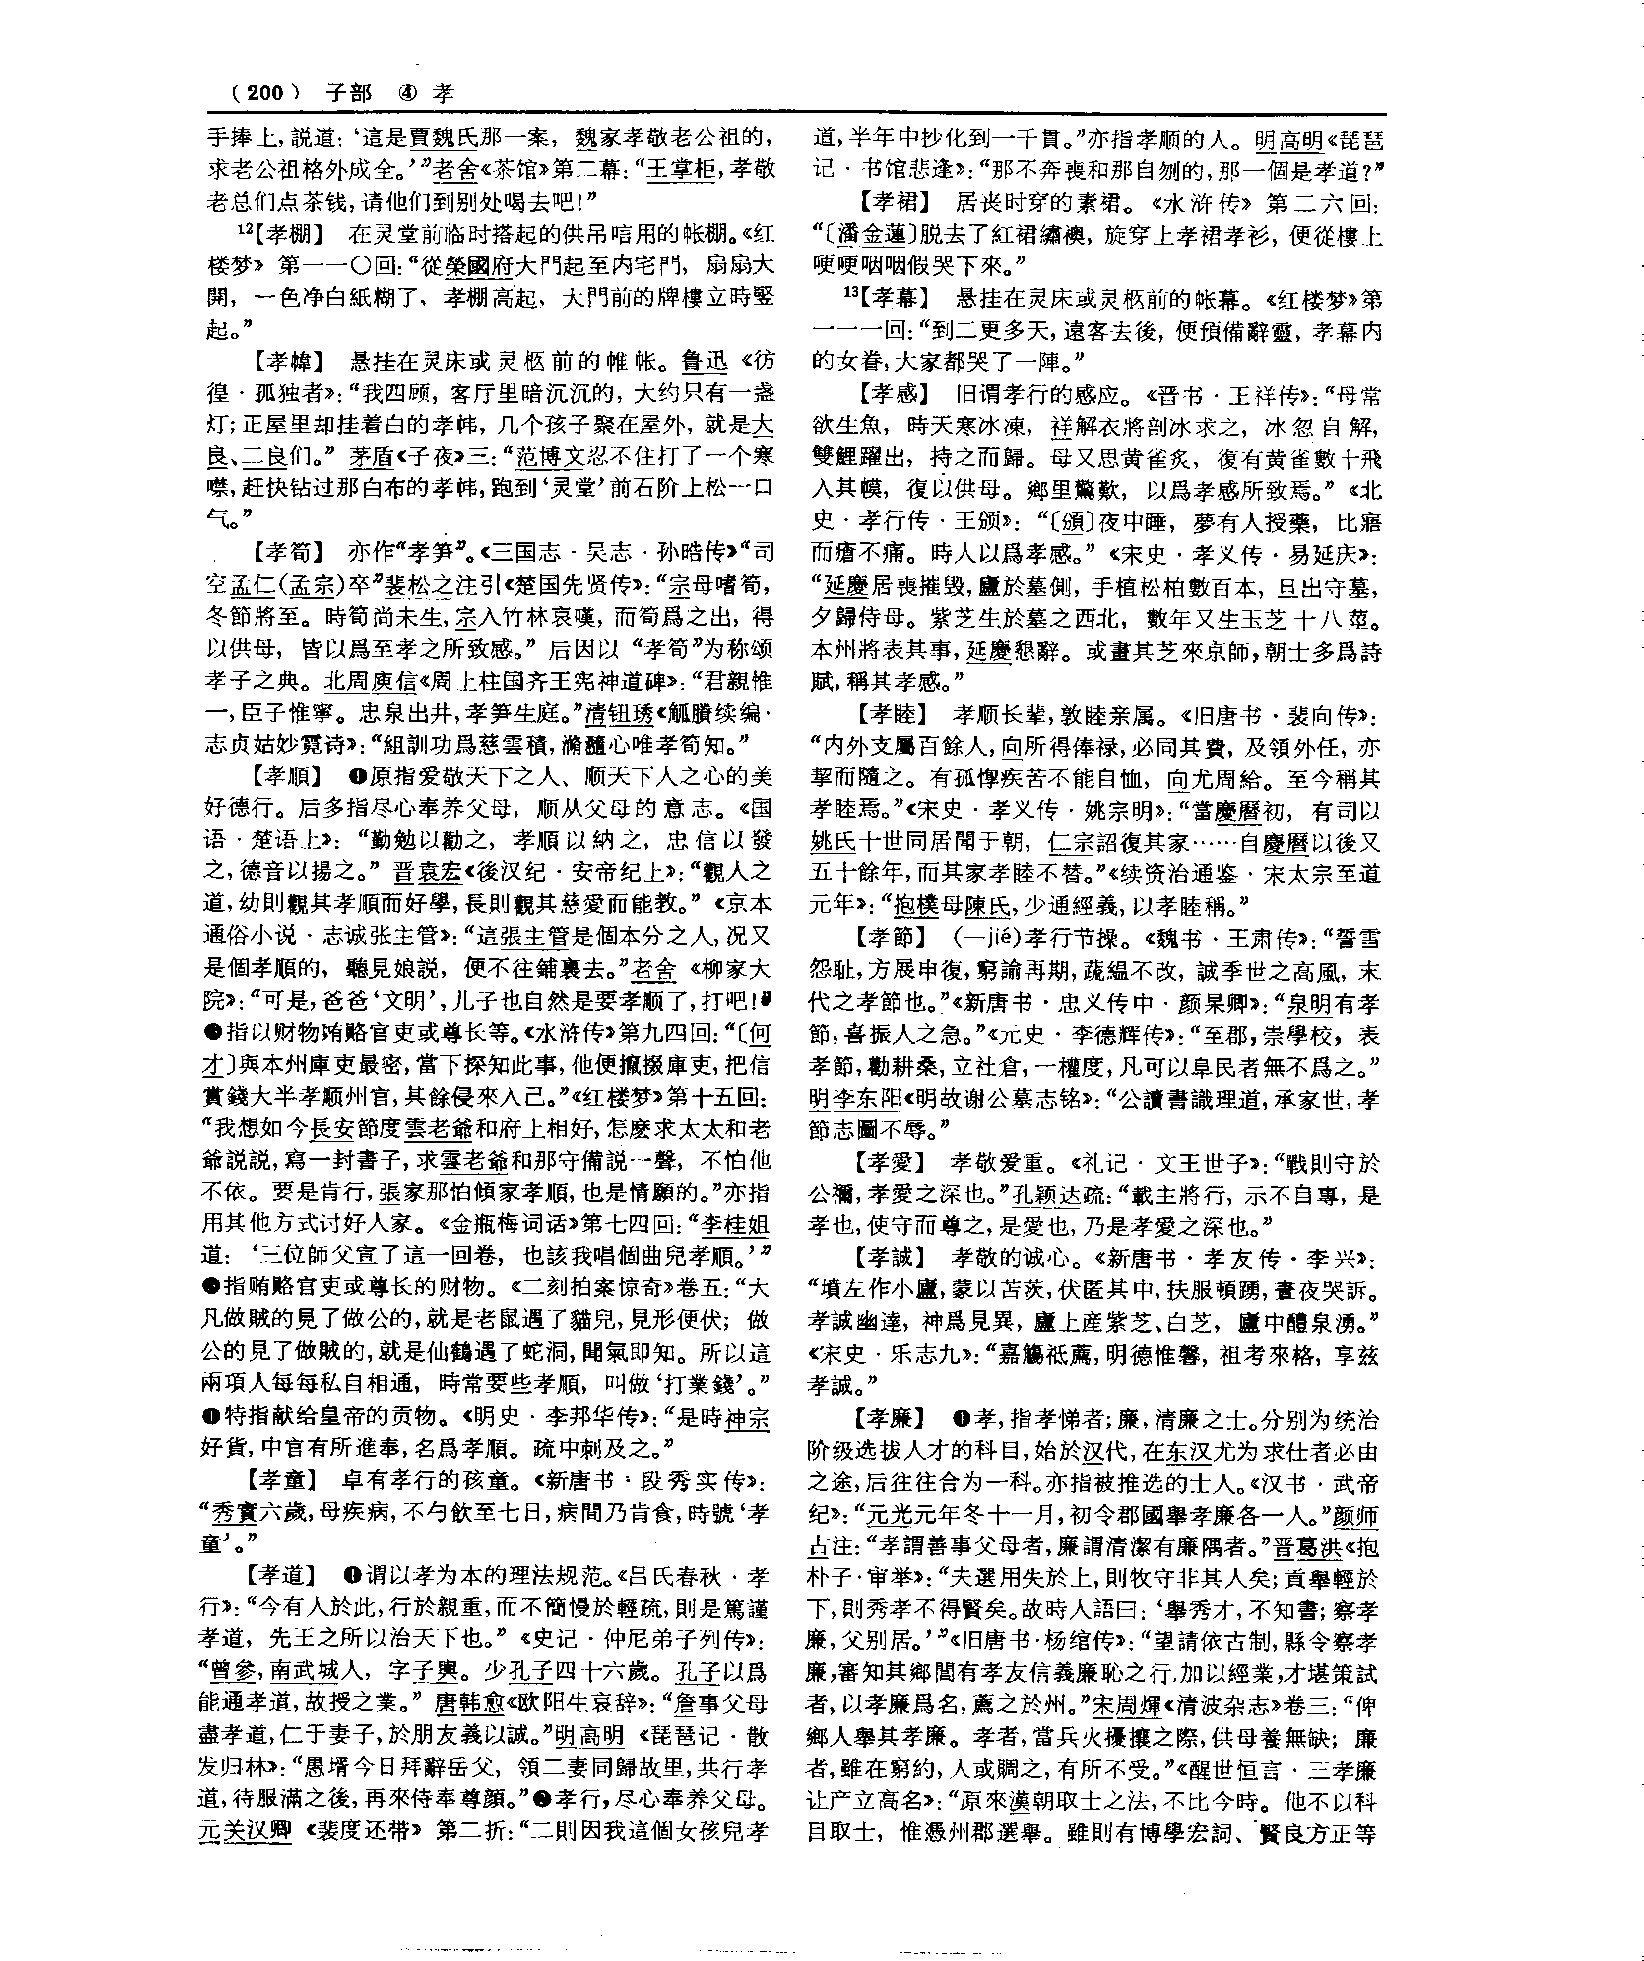 （200） 子部 ④ 孝
手捧上，説道：‘這是賈魏氏那一案，魏家孝敬老公祖的，
求老公祖格外成全。’”老舍《茶馆》第二幕：“王掌柜，孝敬
老总们点茶钱，请他们到别处喝去吧！”
¹²【孝棚】 在灵堂前临时搭起的供吊唁用的帐棚。《红
楼梦》第一一〇回：“從榮國府大門起至内宅門，扇扇大
開，一色净白紙糊了、孝棚高起、大門前的牌樓立時竪
起。”
【孝幃】 悬挂在灵床或灵柩前的帷帐。鲁迅《彷
徨·孤独者》：“我四顾，客厅里暗沉沉的，大约只有一盏
灯；正屋里却挂着白的孝帏，几个孩子聚在屋外，就是大
良、二良们。”茅盾《子夜》三：“范博文忍不住打了一个寒
噤，赶快钻过那白布的孝帏，跑到‘灵堂’前石阶上松一口
气。”
【孝筍】 亦作“孝笋”。《三国志·吴志·孙晧传》“司
空孟仁（孟宗）卒”裴松之注引《楚国先贤传》：“宗母嗜筍，
冬節將至。時筍尚未生，宗入竹林哀嘆，而筍爲之出，得
以供母，皆以爲至孝之所致感。”后因以“孝筍”为称颂
孝子之典。北周庾信《周上柱国齐王宪神道碑》：“君親惟
一，臣子惟寧。忠泉出井，孝笋生庭。”清钮琇《觚賸续编·
志贞姑妙霓诗》：“組訓功爲慈雲積，滫髓心唯孝筍知。”
【孝順】 ❶原指爱敬天下之人、顺天下人之心的美
好德行。后多指尽心奉养父母，顺从父母的意志。《国
语·楚语上》：“勤勉以勸之，孝順以納之，忠信以發
之，德音以揚之。”晋袁宏《後汉纪·安帝纪上》：“觀人之
道，幼則觀其孝順而好學，長則觀其慈愛而能教。”《京本
通俗小说·志诚张主管》：“這張主管是個本分之人，况又
是個孝順的，聽見娘説，便不往鋪裏去。”老舍《柳家大
院》：“可是，爸爸‘文明’，儿子也自然是要孝顺了，打吧！”
❷指以财物贿赂官吏或尊长等。《水浒传》第九四回：“〔何
才〕與本州庫吏最密，當下探知此事，他便攛掇庫吏，把信
賞錢大半孝顺州官，其餘侵來入己。”《红楼梦》第十五回：
“我想如今長安節度雲老爺和府上相好，怎麽求太太和老
爺説説，寫一封書子，求雲老爺和那守備説一聲，不怕他
不依。要是肯行，張家那怕傾家孝順，也是情願的。”亦指
用其他方式讨好人家。《金瓶梅词话》第七四回：“李桂姐
道：‘三位師父宣了這一回卷，也該我唱個曲兒孝順。’”
❸指贿赂官吏或尊长的财物。《二刻拍案惊奇》卷五：“大
凡做賊的見了做公的，就是老鼠遇了貓兒，見形便伏；做
公的見了做賊的，就是仙鶴遇了蛇洞，聞氣即知。所以這
兩項人每每私自相通，時常要些孝順，叫做‘打業錢’。”
❹特指献给皇帝的贡物。《明史·李邦华传》：“是時神宗
好貨，中官有所進奉，名爲孝順。疏中刺及之。”
【孝童】 卓有孝行的孩童。《新唐书·段秀实传》：
“秀實六歲，母疾病，不勺飲至七日，病間乃肯食，時號‘孝
童’。”
【孝道】 ❶谓以孝为本的理法规范。《吕氏春秋·孝
行》：“今有人於此，行於親重，而不簡慢於輕疏，則是篤謹
孝道，先王之所以治天下也。”《史记·仲尼弟子列传》：
“曾參，南武城人，字子輿。少孔子四十六歲。孔子以爲
能通孝道，故授之業。”唐韩愈《欧阳生哀辞》：“詹事父母
盡孝道，仁于妻子，於朋友義以誠。”明高明《琵琶记·散
发归林》：“愚壻今日拜辭岳父，領二妻同歸故里，共行孝
道，待服滿之後，再來侍奉尊顔。”❷孝行，尽心奉养父母。
元关汉卿《裴度还带》第二折：“二則因我這個女孩兒孝
道，半年中抄化到一千貫。”亦指孝顺的人。明高明《琵琶
记·书馆悲逢》：“那不奔喪和那自刎的，那一個是孝道？”
【孝裙】 居丧时穿的素裙。《水浒传》第二六回：
“〔潘金蓮〕脱去了紅裙繡襖，旋穿上孝裙孝衫，便從樓上
哽哽咽咽假哭下來。”
¹³【孝幕】 悬挂在灵床或灵柩前的帐幕。《红楼梦》第
一一一回：“到二更多天，遠客去後，便預備辭靈，孝幕内
的女眷，大家都哭了一陣。”
【孝感】 旧谓孝行的感应。《晋书·王祥传》：“母常
欲生魚，時天寒冰凍，祥解衣將剖冰求之，冰忽自解，
雙鯉躍出，持之而歸。母又思黄雀炙，復有黄雀數十飛
入其幙，復以供母。鄉里驚歎，以爲孝感所致焉。”《北
史·孝行传·王颁》：“〔頒〕夜中睡，夢有人授藥，比寤
而瘡不痛。時人以爲孝感。”《宋史·孝义传·易延庆》：
“延慶居喪摧毁，廬於墓側，手植松柏數百本，旦出守墓，
夕歸侍母。紫芝生於墓之西北，數年又生玉芝十八莖。
本州將表其事，延慶懇辭。或畫其芝來京師，朝士多爲詩
賦，稱其孝感。”
【孝睦】 孝顺长辈，敦睦亲属。《旧唐书·裴向传》：
“内外支屬百餘人，向所得俸禄，必同其費，及領外任，亦
挈而隨之。有孤惸疾苦不能自恤，向尤周給。至今稱其
孝睦焉。”《宋史·孝义传·姚宗明》：“當慶曆初，有司以
姚氏十世同居聞于朝，仁宗詔復其家……自慶曆以後又
五十餘年，而其家孝睦不替。”《续资治通鉴·宋太宗至道
元年》：“抱樸母陳氏，少通經義，以孝睦稱。”
【孝節】 （—jié）孝行节操。《魏书·王肃传》：“誓雪
怨耻，方展申復，窮諭再期，蔬緼不改，誠季世之高風，末
代之孝節也。”《新唐书·忠义传中·颜杲卿》：“泉明有孝
節，喜振人之急。”《元史·李德辉传》：“至郡，崇學校，表
孝節，勸耕桑，立社倉，一權度，凡可以阜民者無不爲之。”
明李东阳《明故谢公墓志铭》：“公讀書識理道，承家世，孝
節志圖不辱。”
【孝愛】 孝敬爱重。《礼记·文王世子》：“戰則守於
公禰，孝愛之深也。”孔颖达疏：“載主將行，示不自專，是
孝也，使守而尊之，是愛也，乃是孝愛之深也。”
【孝誠】 孝敬的诚心。《新唐书·孝友传·李兴》：
“墳左作小廬，蒙以苫茨，伏匿其中，扶服頓踴，晝夜哭訴。
孝誠幽達，神爲見異，廬上産紫芝、白芝，廬中醴泉湧。”
《宋史·乐志九》：“嘉觴祗薦，明德惟馨，祖考來格，享兹
孝誠。”
【孝廉】 ❶孝，指孝悌者；廉，清廉之士。分别为统治
阶级选拔人才的科目，始於汉代，在东汉尤为求仕者必由
之途，后往往合为一科。亦指被推选的士人。《汉书·武帝
纪》：“元光元年冬十一月，初令郡國舉孝廉各一人。”颜师
古注：“孝謂善事父母者，廉謂清潔有廉隅者。”晋葛洪《抱
朴子·审举》：“夫選用失於上，則牧守非其人矣；貢舉輕於
下，則秀孝不得賢矣。故時人語曰：‘舉秀才，不知書；察孝
廉，父别居。’”《旧唐书·杨绾传》：“望請依古制，縣令察孝
廉，審知其鄉閭有孝友信義廉恥之行，加以經業，才堪策試
者，以孝廉爲名，薦之於州。”宋周煇《清波杂志》卷三：“俾
鄉人舉其孝廉。孝者，當兵火擾攘之際，供母養無缺；廉
者，雖在窮約，人或賙之，有所不受。”《醒世恒言·三孝廉
让产立高名》：“原來漢朝取士之法，不比今時。他不以科
目取士，惟憑州郡選舉。雖則有博學宏詞、賢良方正等